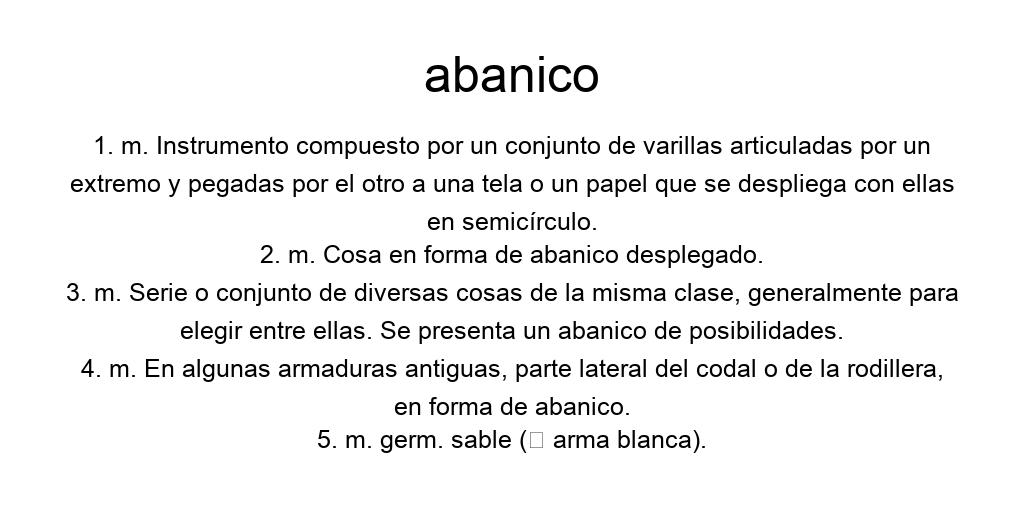 abanico
1. m. Instrumento compuesto por un conjunto de varillas articuladas por un
extremo y pegadas por el otro a una tela o un papel que se despliega con ellas
en semicírculo.
2. m. Cosa en forma de abanico desplegado.
3. m. Serie o conjunto de diversas cosas de la misma clase, generalmente para
elegir entre ellas. Se presenta un abanico de posibilidades.
4. m. En algunas armaduras antiguas, parte lateral del codal o de la rodillera,
en forma de abanico.
5. m. germ. sable (▯ arma blanca).